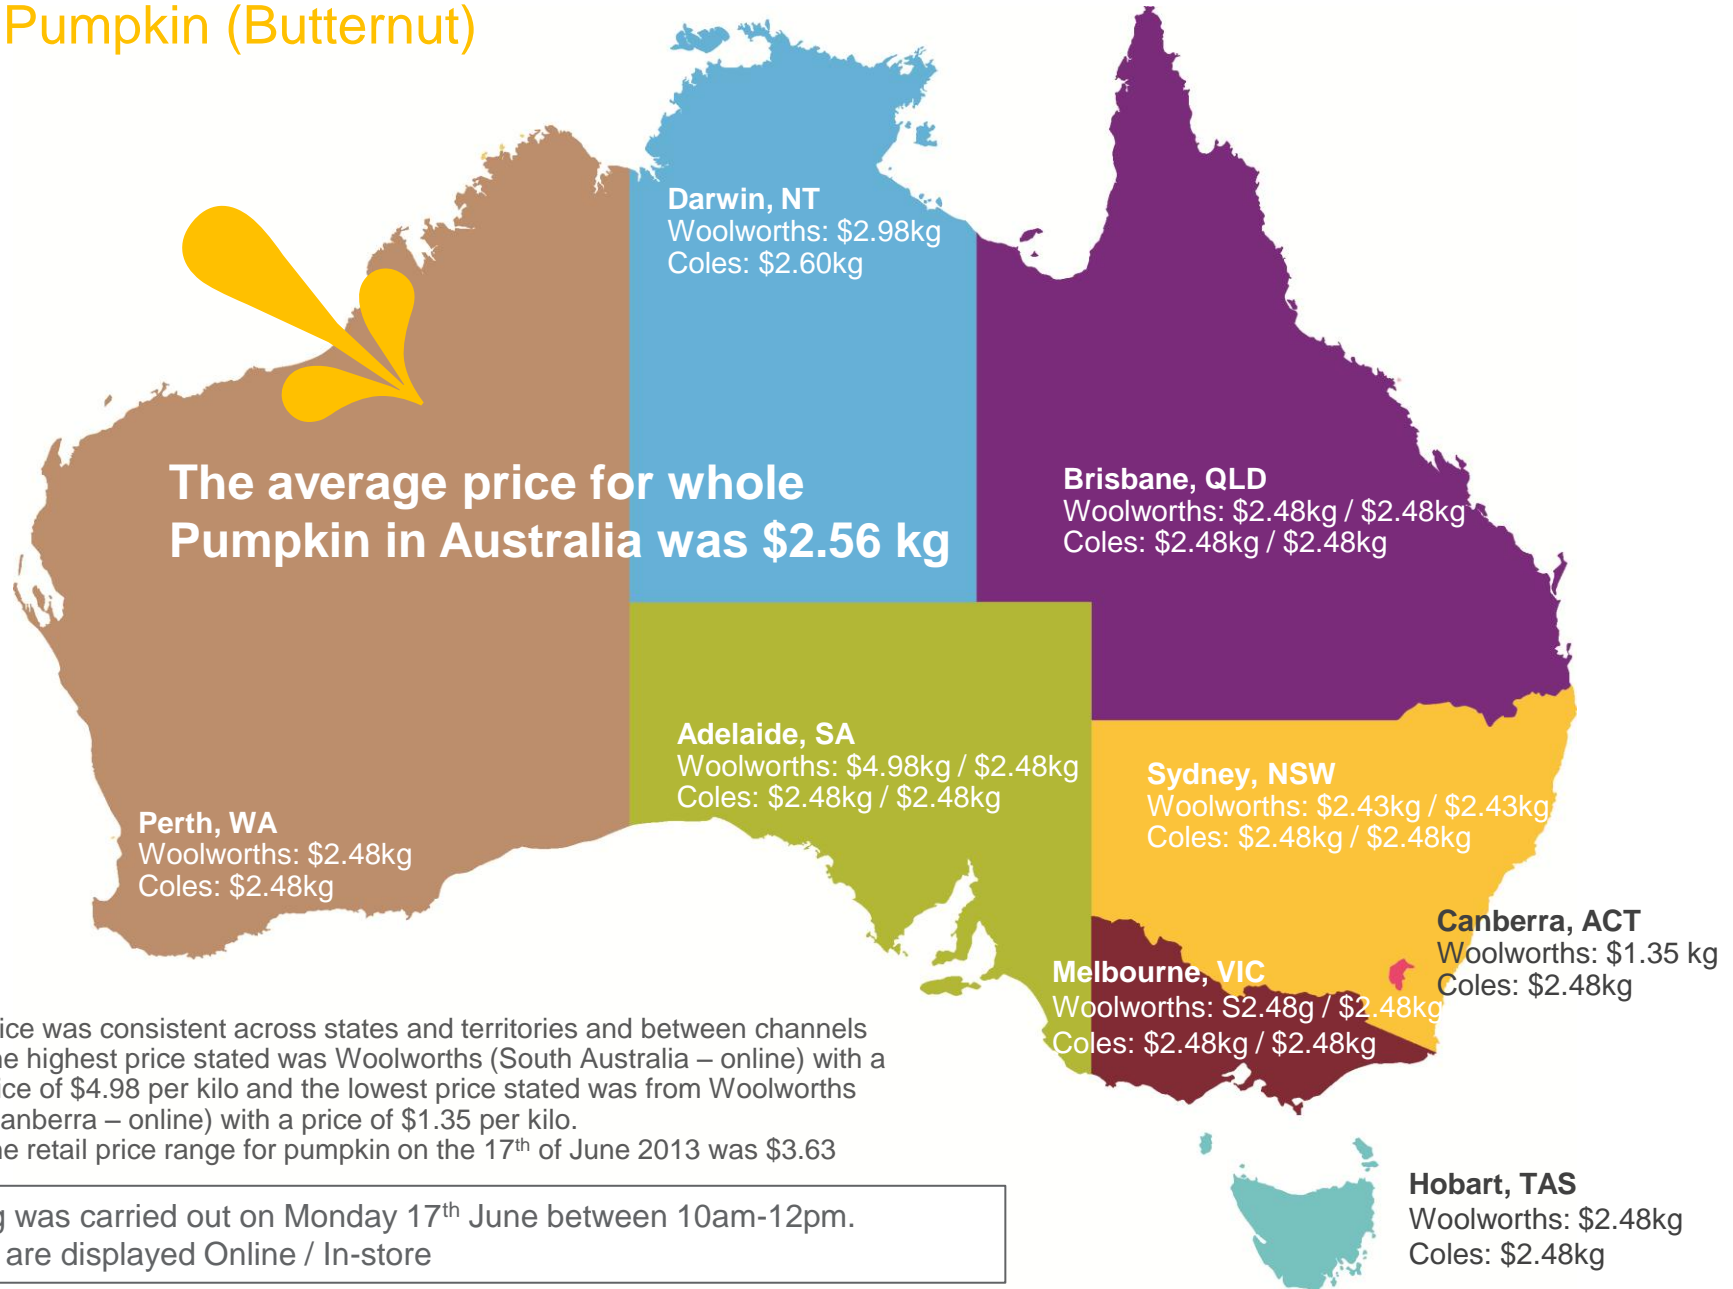 Pumpkin (Butternut)
Darwin, NT
Woolworths: $2.98kg
Coles: $2.60kg
The average price for whole
Pumpkin in Australia was $2.56 kg
Brisbane, QLD
Woolworths: $2.48kg / $2.48kg
Coles: $2.48kg / $2.48kg
Adelaide, SA
Woolworths: $4.98kg / $2.48kg
Coles: $2.48kg / $2.48kg
Sydney, NSW
Woolworths: $2.43kg / $2.43kg
Coles: $2.48kg / $2.48kg
Perth, WA
Woolworths: $2.48kg
Coles: $2.48kg
Canberra, ACT
Woolworths: $1.35 kg
Coles: $2.48kg
Melbourne, VIC
Woolworths: S2.48g / $2.48kg
Coles: $2.48kg / $2.48kg
ice was consistent across states and territories and between channels
ne highest price stated was Woolworths (South Australia – online) with a
ice of $4.98 per kilo and the lowest price stated was from Woolworths
anberra – online) with a price of $1.35 per kilo.
ne retail price range for pumpkin on the 17th of June 2013 was $3.63
g was carried out on Monday 17th June between 10am-12pm.
are displayed Online / In-store
Hobart, TAS
Woolworths: $2.48kg
Coles: $2.48kg